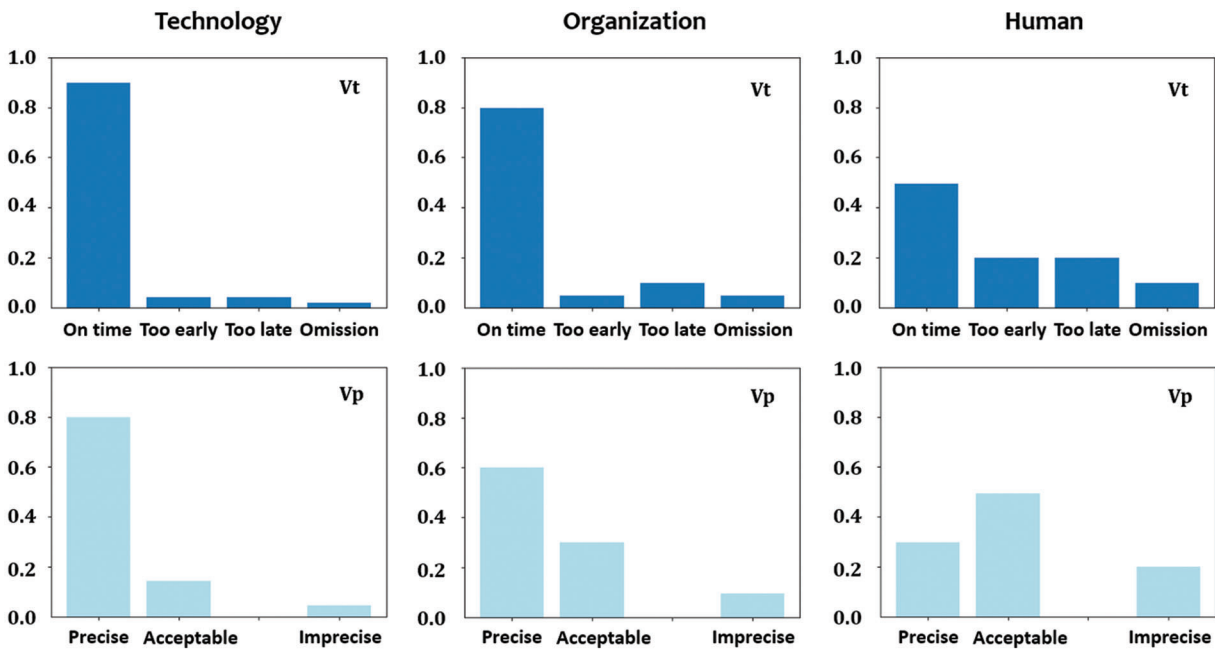 Technology Organization Human
1.0 1.0 1.0
Vt Vt Vt
0.8 0.8 0.8
0.6 0.6 0.6
0.4 0.4 0.4
0.2 0.2 0.2
0.0 0.0 0.0
On time Too early Too late Omission On time Too early Too late Omission On time Too early Too late Omission
1.0 1.0 1.0
Vp Vp Vp
0.8 0.8 0.8
0.6 0.6 0.6
0.4 0.4 0.4
0.2 0.2 0.2
0.0 0.0 0.0
Precise Acceptable Imprecise Precise Acceptable Imprecise Precise Acceptable Imprecise